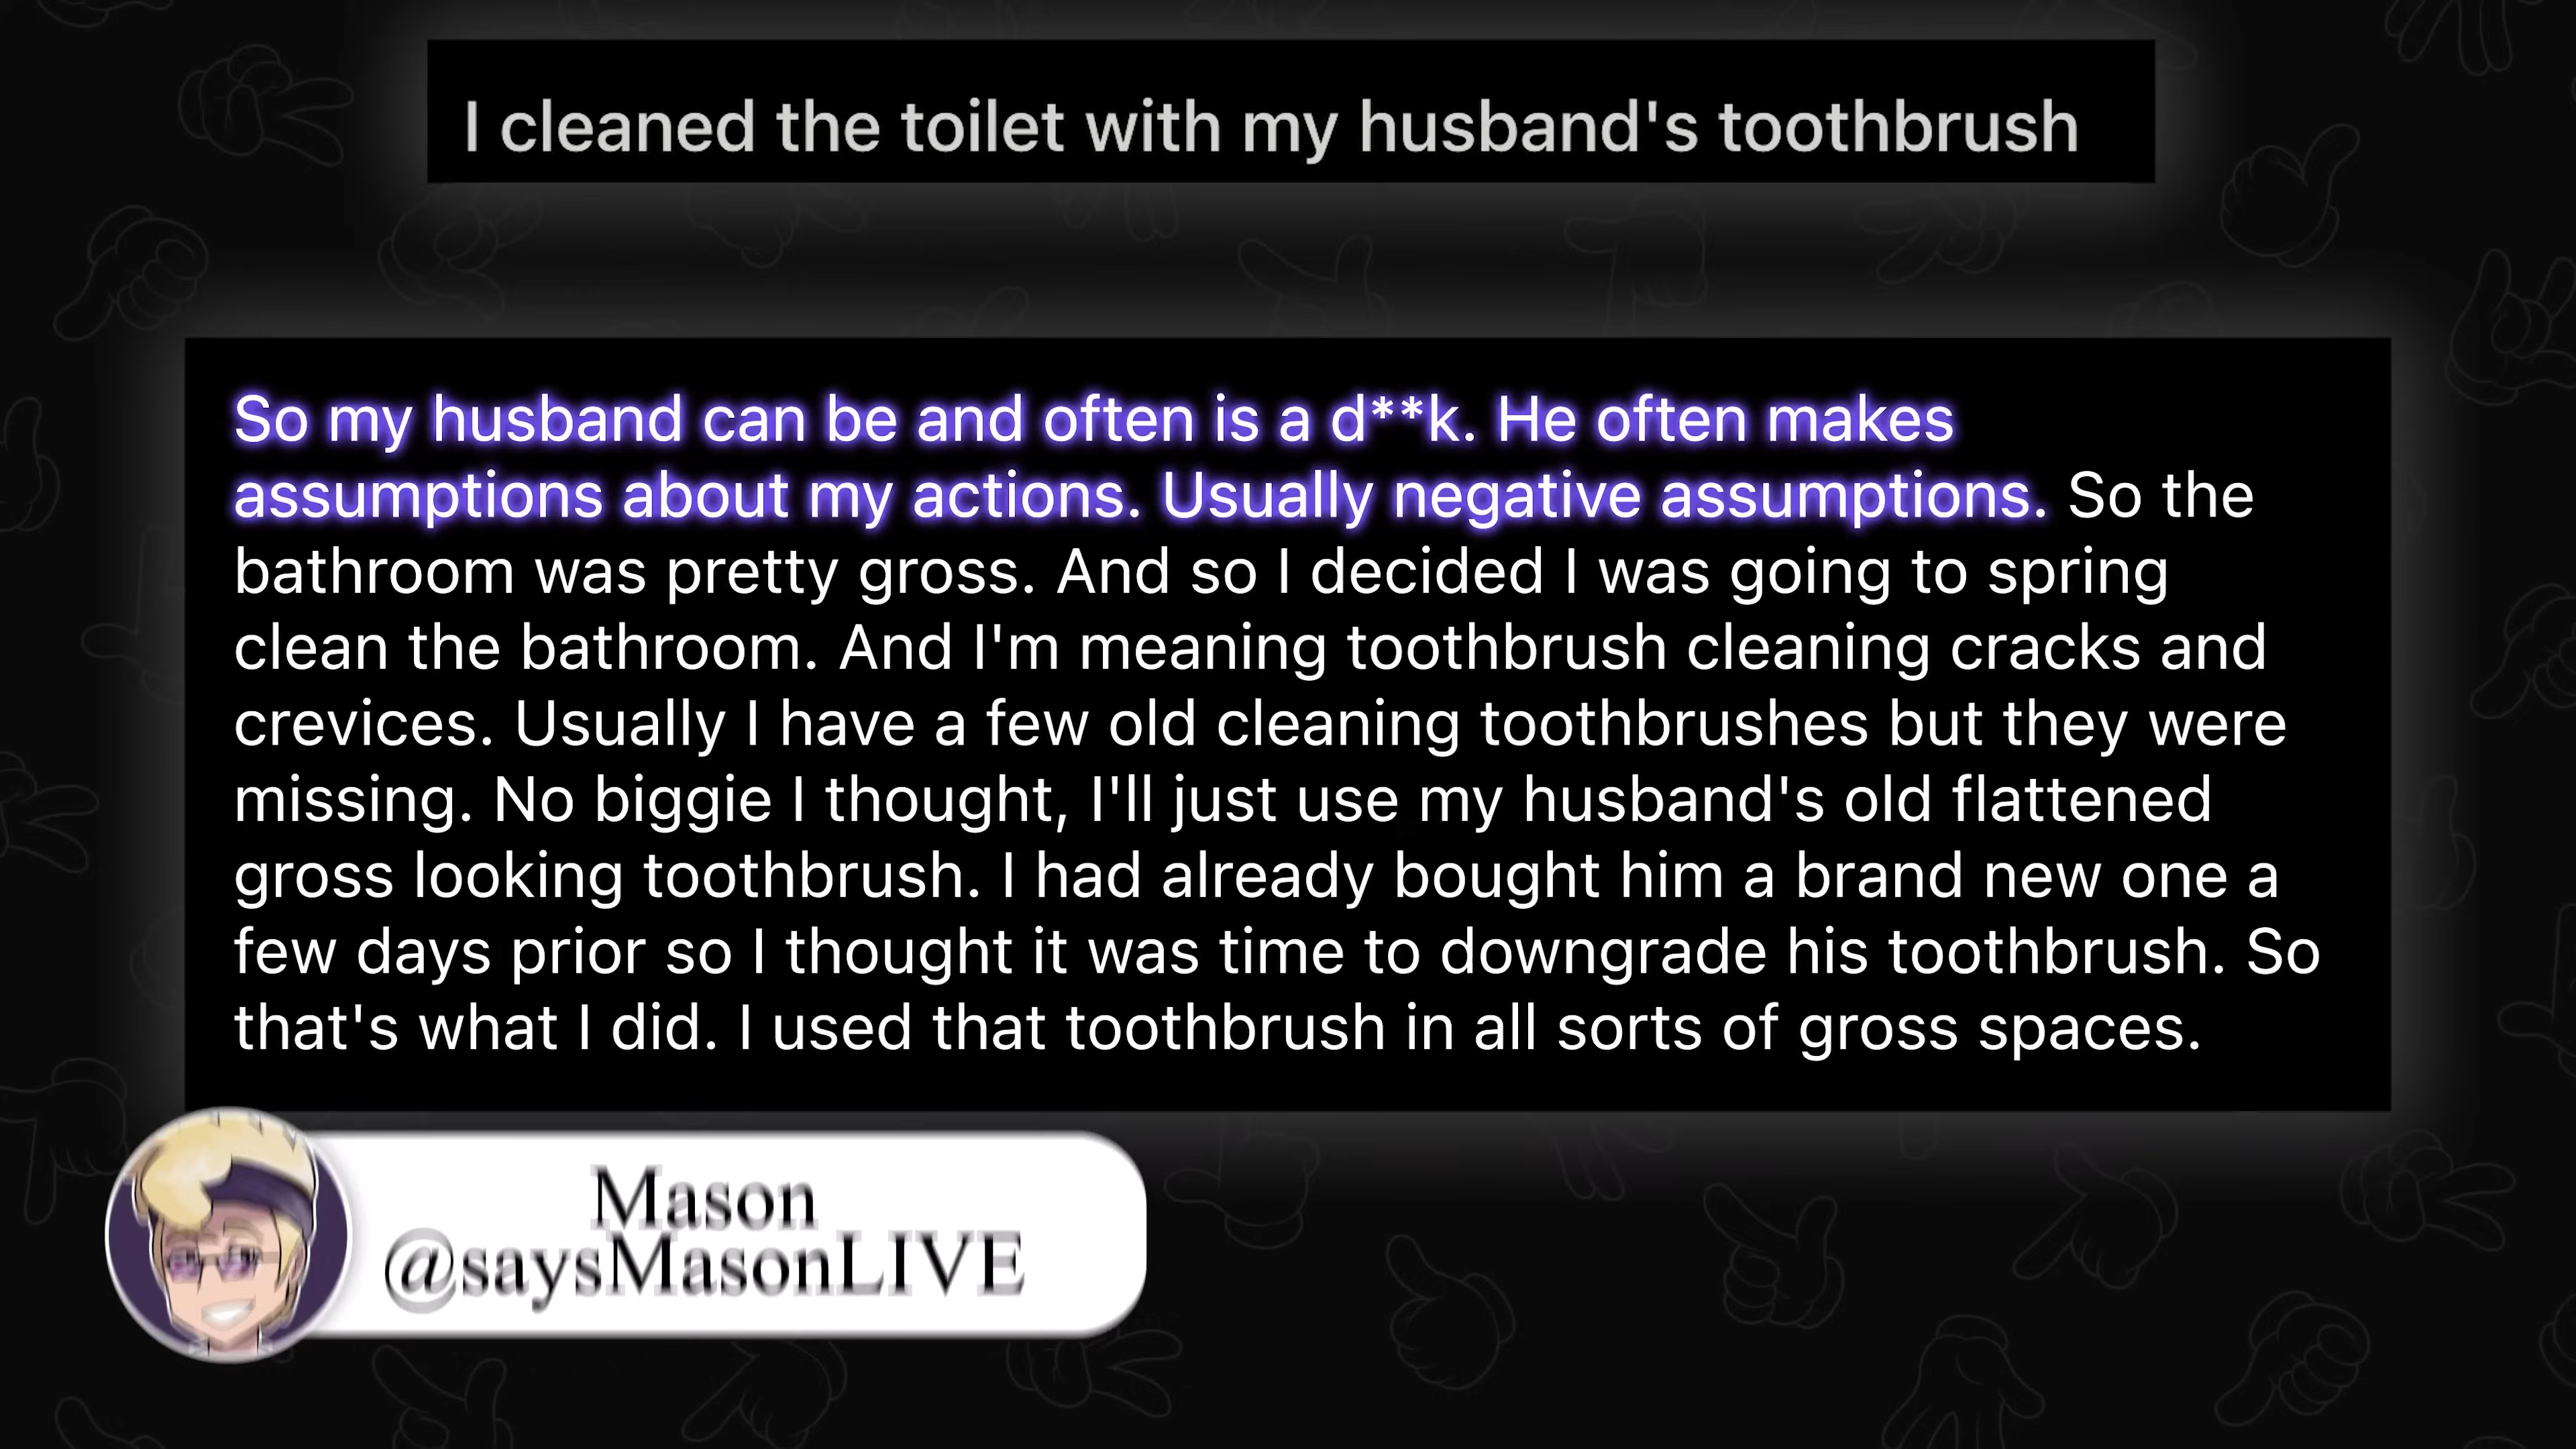 I cleaned the toilet with my husband's toothbrush
So my husband can be and often is a d**k. He often makes
assumptions about my actions. Usually negative assumptions. So the
bathroom was pretty gross. And so I decided I was going to spring
clean the bathroom. And I'm meaning toothbrush cleaning cracks and
crevices. Usually I have a few old cleaning toothbrushes but they were
missing. No biggie I thought, I'll just use my husband's old flattened
gross looking toothbrush. I had already bought him a brand new one a
few days prior so I thought it was time to downgrade his toothbrush. So
that's what I did. I used that toothbrush in all sorts of gross spaces.
Mason
@saysMasonLIVE